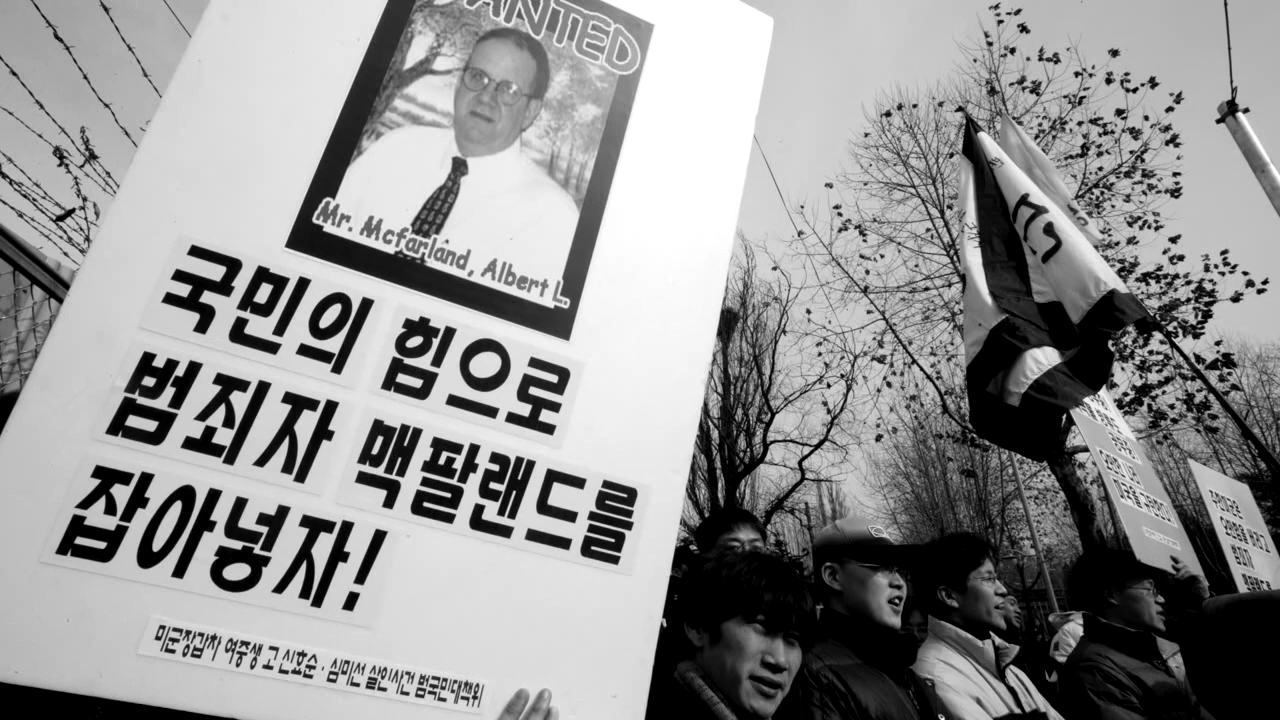 WANTED
Mr. Mcfarland, Albert L.
국민의 힘으로
범죄자 맥팔랜드를
잡아넣자!
미군장갑차 여중생 고 신효순·심미선 살인사건 범국민대책위